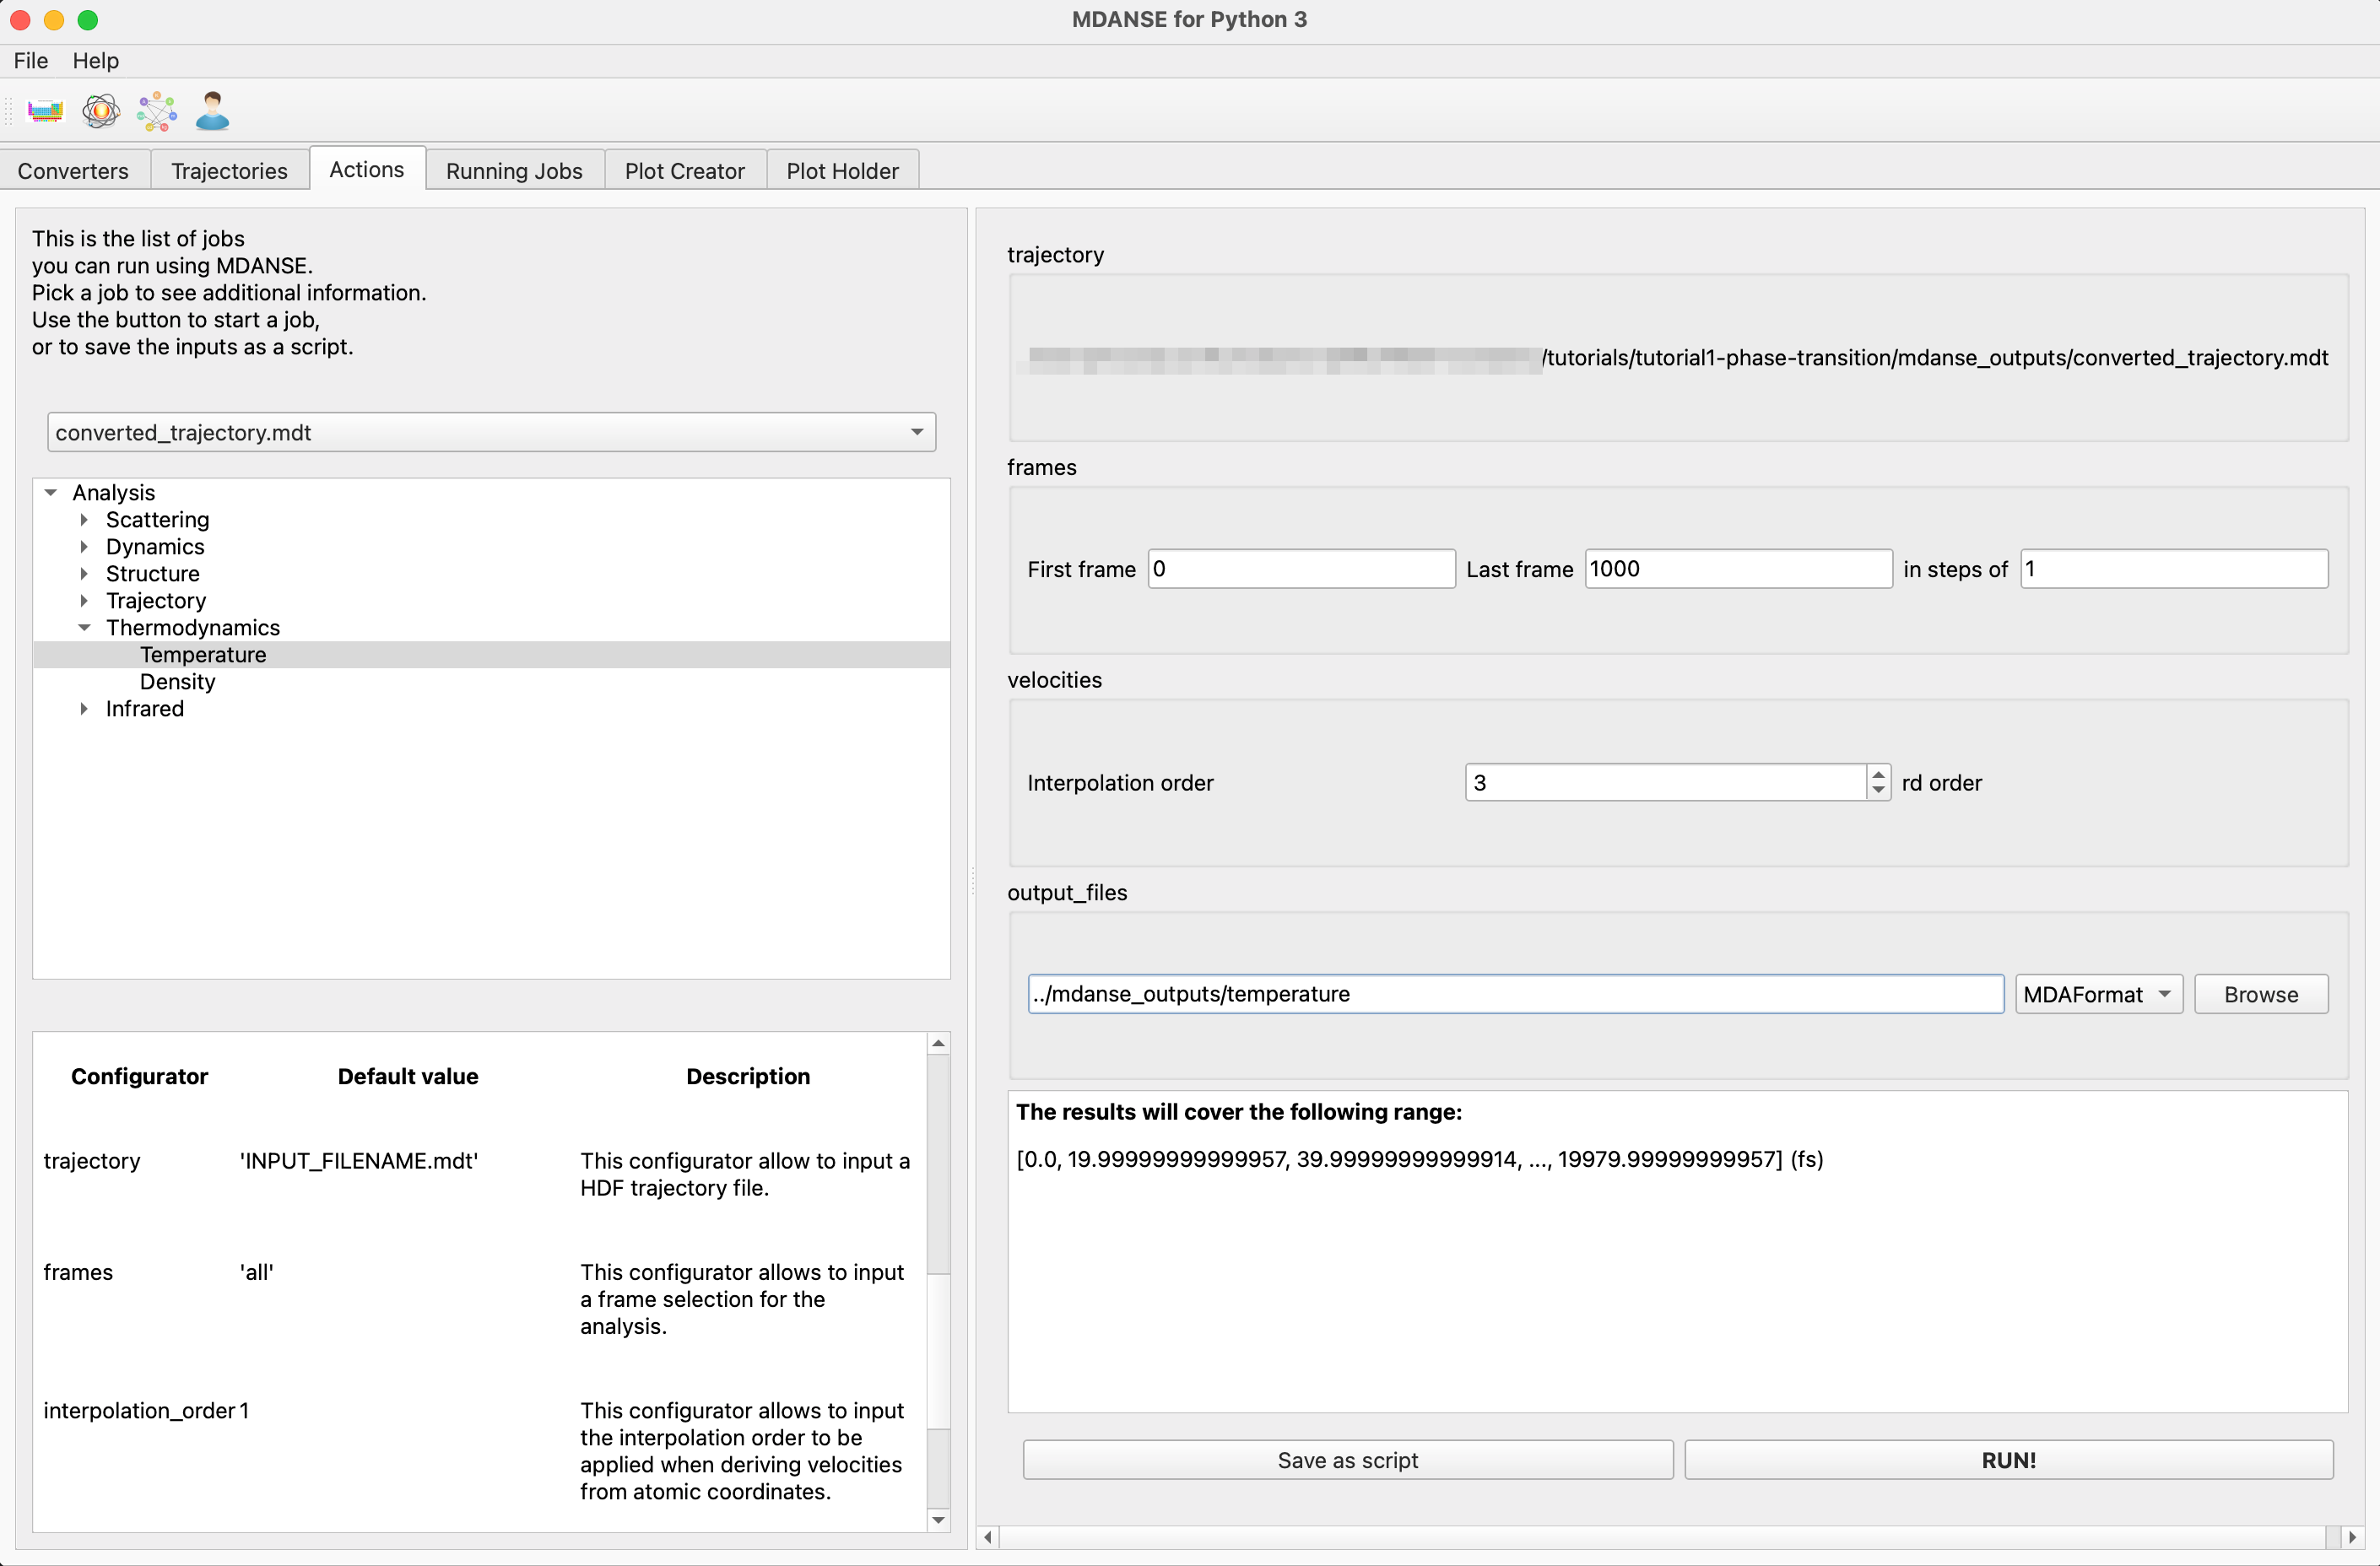 MDANSE for Python 3
File Help
Converters Trajectories Actions Running Jobs Plot Creator Plot Holder
This is the list of jobs
you can run using MDANSE.
Pick a job to see additional information.
Use the button to start a job,
or to save the inputs as a script.
converted_trajectory.mdt
Analysis
Scattering
Dynamics
Structure
Trajectory
Thermodynamics
Temperature
Density
Infrared
Configurator Default value Description
trajectory 'INPUT_FILENAME.mdt' This configurator allow to input a
HDF trajectory file.
frames 'all' This configurator allows to input
a frame selection for the
analysis.
interpolation_order 1 This configurator allows to input
the interpolation order to be
applied when deriving velocities
from atomic coordinates.
trajectory
/tutorials/tutorial1-phase-transition/mdanse_outputs/converted_trajectory.mdt
frames
First frame 0 Last frame 1000 in steps of 1
velocities
Interpolation order 3 rd order
output_files
../mdanse_outputs/temperature MDAFormat Browse
The results will cover the following range:
[0.0, 19.99999999999957, 39.99999999999914, ..., 19979.99999999957] (fs)
Save as script RUN!